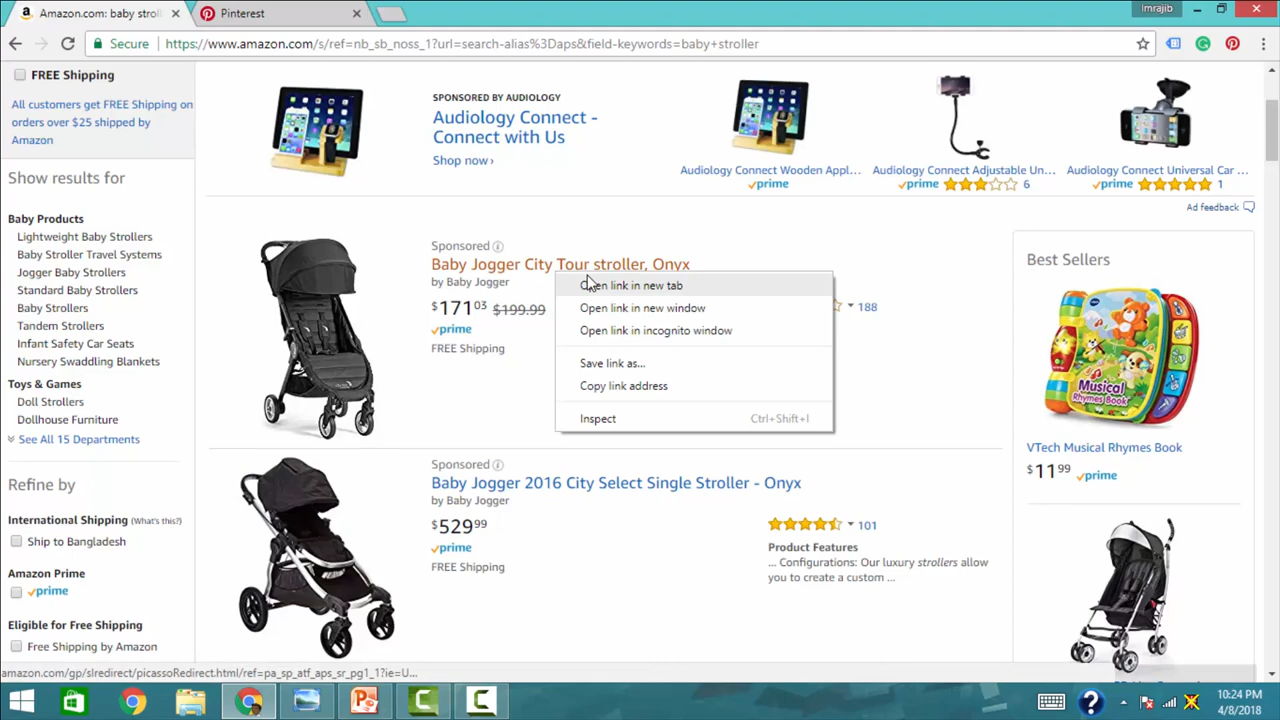 Amazon.com: baby stroll
Pinterest
Imrajib
Secure
https://www.amazon.com/s/ref=nb_sb_noss_1?url=search-alias%3Daps&field-keywords=baby+stroller
FREE Shipping
All customers get FREE Shipping on
orders over $25 shipped by
Amazon
Show results for
Baby Products
Lightweight Baby Strollers
Baby Stroller Travel Systems
Jogger Baby Strollers
Standard Baby Strollers
Baby Strollers
Tandem Strollers
Infant Safety Car Seats
Nursery Swaddling Blankets
Toys & Games
Doll Strollers
Dollhouse Furniture
See All 15 Departments
Refine by
International Shipping (What's this?)
Ship to Bangladesh
Amazon Prime
prime
Eligible for Free Shipping
Free Shipping by Amazon
SPONSORED BY AUDIOLOGY
Audiology Connect -
Connect with Us
Shop now ›
Audiology Connect Wooden Appl...
prime
Audiology Connect Adjustable Un...
prime 6
Audiology Connect Universal Car ...
prime 1
Ad feedback
Sponsored
Baby Jogger City Tour stroller, Onyx
by Baby Jogger
$171 03 $199.99
prime
FREE Shipping
188
Open link in new tab
Open link in new window
Open link in incognito window
Save link as...
Copy link address
Inspect Ctrl+Shift+I
Sponsored
Baby Jogger 2016 City Select Single Stroller - Onyx
by Baby Jogger
$529 99
prime
FREE Shipping
101
Product Features
... Configurations: Our luxury strollers allow
you to create a custom ...
Best Sellers
Musical
Rhymes Book
VTech Musical Rhymes Book
$11 99 prime
amazon.com/gp/slredirect/picassoRedirect.html/ref=pa_sp_atf_aps_sr_pg1_1?ie=U...
10:24 PM
4/8/2018